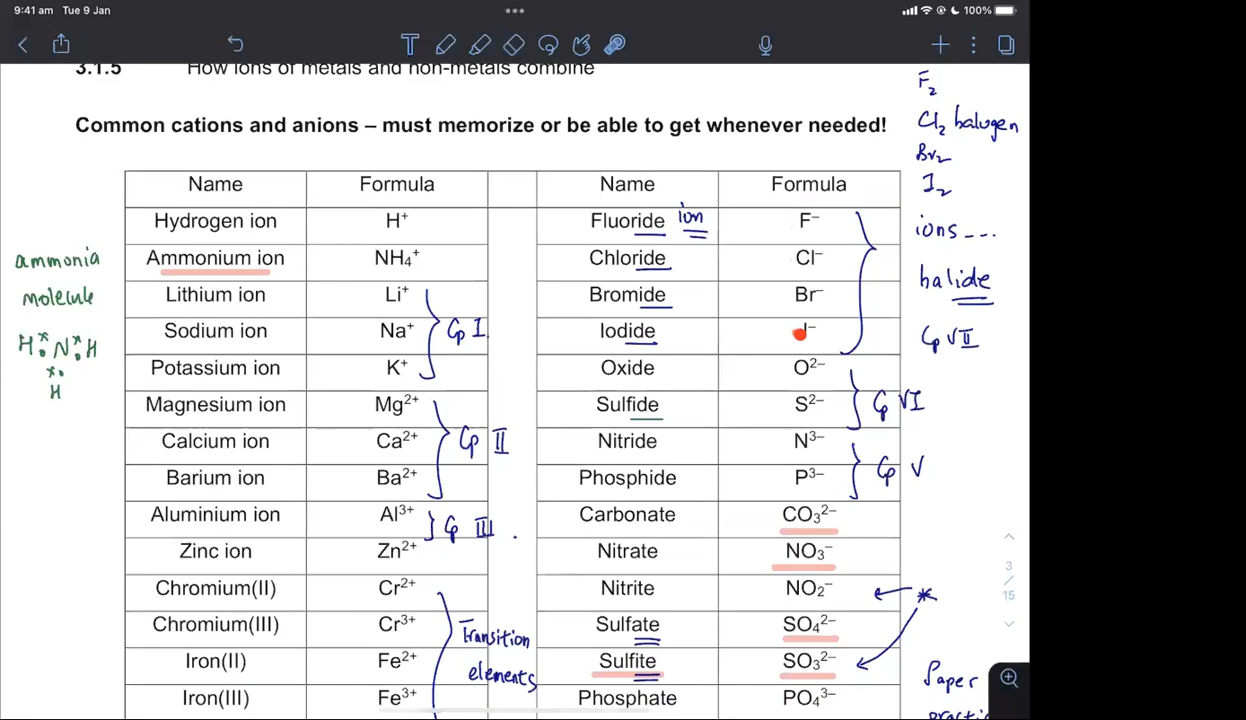 9:41 am Tue 9 Jan
100%
3.1.5 How ions of metals and non-metals combine
Common cations and anions – must memorize or be able to get whenever needed!
Name Formula Name Formula
Hydrogen ion H⁺ Fluoride ion F⁻
Ammonium ion NH₄⁺ Chloride Cl⁻
Lithium ion Li⁺ Bromide Br⁻
Sodium ion Na⁺ Gp I Iodide
Potassium ion K⁺ Oxide O²⁻
Magnesium ion Mg²⁺ Sulfide S²⁻ Gp VI
Calcium ion Ca²⁺ Gp II Nitride N³⁻
Barium ion Ba²⁺ Phosphide P³⁻ Gp V
Aluminium ion Al³⁺ Gp III Carbonate CO₃²⁻
Zinc ion Zn²⁺ Nitrate NO₃⁻
Chromium(II) Cr²⁺ Nitrite NO₂⁻
Chromium(III) Cr³⁺ Sulfate SO₄²⁻
Iron(II) Fe²⁺ Sulfite SO₃²⁻
Iron(III) Fe³⁺ Phosphate PO₄³⁻
Transition
elements
ammonia
molecule
H N H
H
F₂
Cl₂ halogen
Br₂
I₂
ions ---
halide
Gp VII
Paper
3
/
15